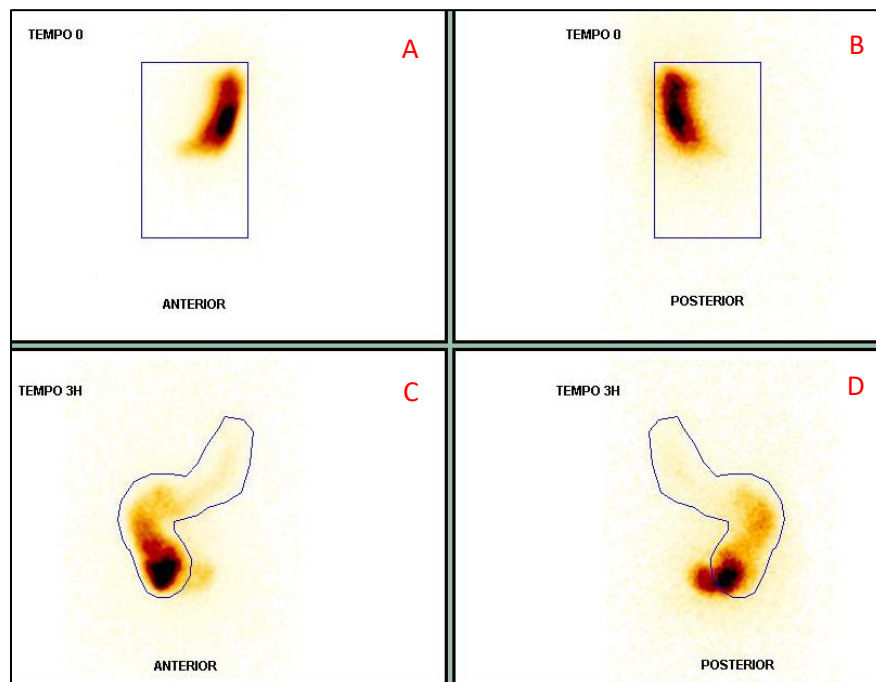 TEMPO 0
A
ANTERIOR
TEMPO 0
B
POSTERIOR
TEMPO 3H
C
ANTERIOR
TEMPO 3H
D
POSTERIOR